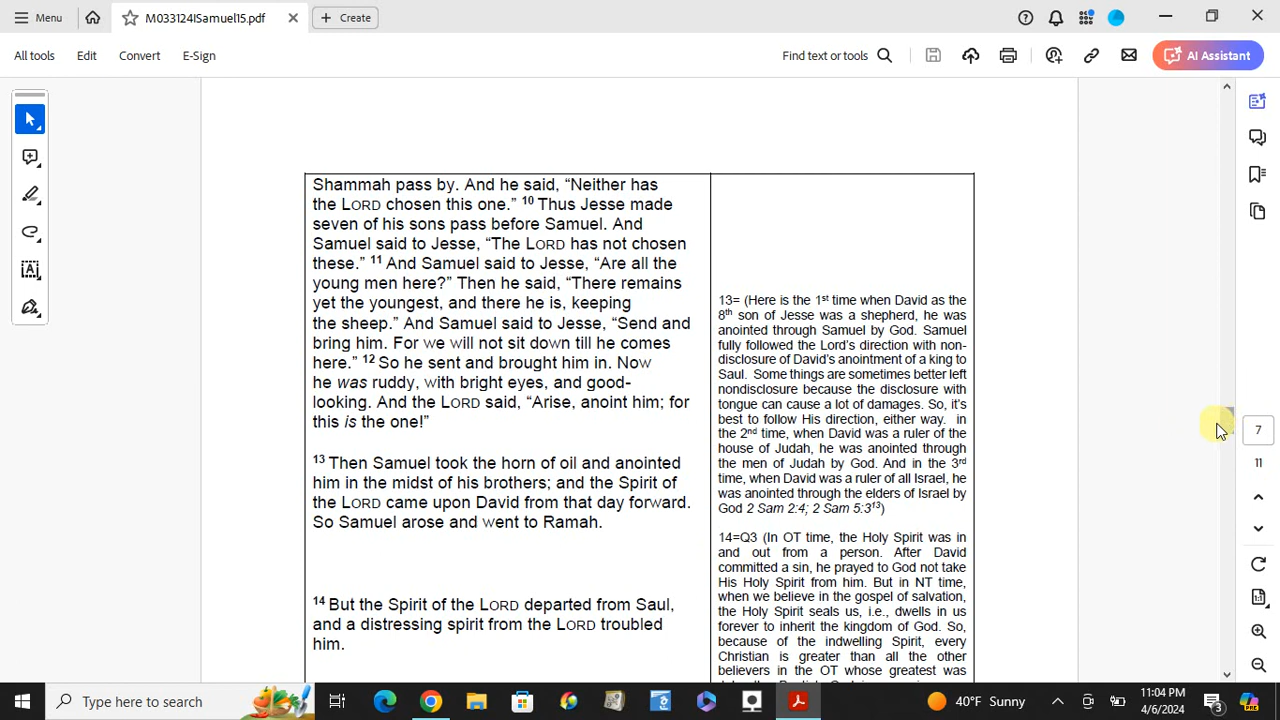 Menu
M033124ISamuel15.pdf
Create
All tools
Edit
Convert
E-Sign
Find text or tools
AI Assistant
Shammah pass by. And he said, “Neither has
the LORD chosen this one.” 10 Thus Jesse made
seven of his sons pass before Samuel. And
Samuel said to Jesse, “The LORD has not chosen
these.” 11 And Samuel said to Jesse, “Are all the
young men here?” Then he said, “There remains
yet the youngest, and there he is, keeping
the sheep.” And Samuel said to Jesse, “Send and
bring him. For we will not sit down till he comes
here.” 12 So he sent and brought him in. Now
he was ruddy, with bright eyes, and good-
looking. And the LORD said, “Arise, anoint him; for
this is the one!”
13 Then Samuel took the horn of oil and anointed
him in the midst of his brothers; and the Spirit of
the LORD came upon David from that day forward.
So Samuel arose and went to Ramah.
14 But the Spirit of the LORD departed from Saul,
and a distressing spirit from the LORD troubled
him.
13= (Here is the 1st time when David as the
8th son of Jesse was a shepherd, he was
anointed through Samuel by God. Samuel
fully followed the Lord’s direction with non-
disclosure of David’s anointment of a king to
Saul. Some things are sometimes better left
nondisclosure because the disclosure with
tongue can cause a lot of damages. So, it’s
best to follow His direction, either way. in
the 2nd time, when David was a ruler of the
house of Judah, he was anointed through
the men of Judah by God. And in the 3rd
time, when David was a ruler of all Israel, he
was anointed through the elders of Israel by
God 2 Sam 2:4; 2 Sam 5:3 13)
14=Q3 (In OT time, the Holy Spirit was in
and out from a person. After David
committed a sin, he prayed to God not take
His Holy Spirit from him. But in NT time,
when we believe in the gospel of salvation,
the Holy Spirit seals us, i.e., dwells in us
forever to inherit the kingdom of God. So,
because of the indwelling Spirit, every
Christian is greater than all the other
believers in the OT whose greatest was
7
11
Type here to search
40°F Sunny
11:04 PM
4/6/2024
3